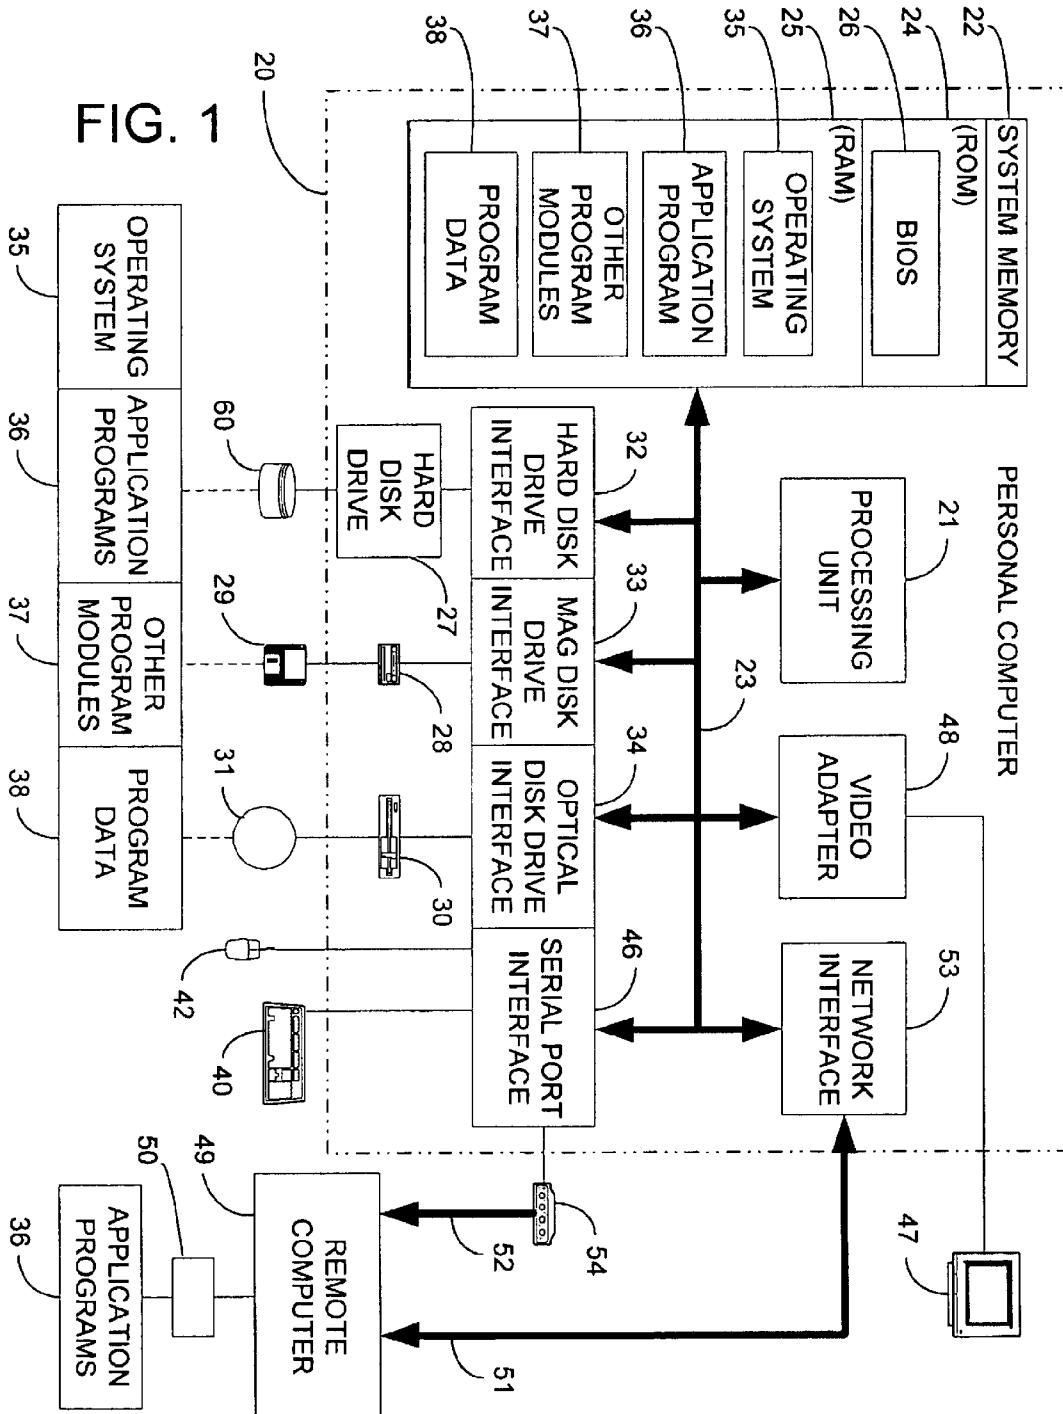 PERSONAL COMPUTER
22
24
26
25
35
36
37
38
20
SYSTEM MEMORY
(ROM)
BIOS
(RAM)
OPERATING
SYSTEM
APPLICATION
PROGRAM
OTHER
PROGRAM
MODULES
PROGRAM
DATA
21
PROCESSING
UNIT
48
VIDEO
ADAPTER
53
NETWORK
INTERFACE
47
23
32
HARD DISK
DRIVE
INTERFACE
33
MAG DISK
DRIVE
INTERFACE
34
OPTICAL
DISK DRIVE
INTERFACE
46
SERIAL PORT
INTERFACE
HARD
DISK
DRIVE
27
28
30
60
29
31
42
40
54
52
51
49
REMOTE
COMPUTER
50
OPERATING
SYSTEM
APPLICATION
PROGRAMS
OTHER
PROGRAM
MODULES
PROGRAM
DATA
APPLICATION
PROGRAMS
35
36
37
38
36
FIG. 1